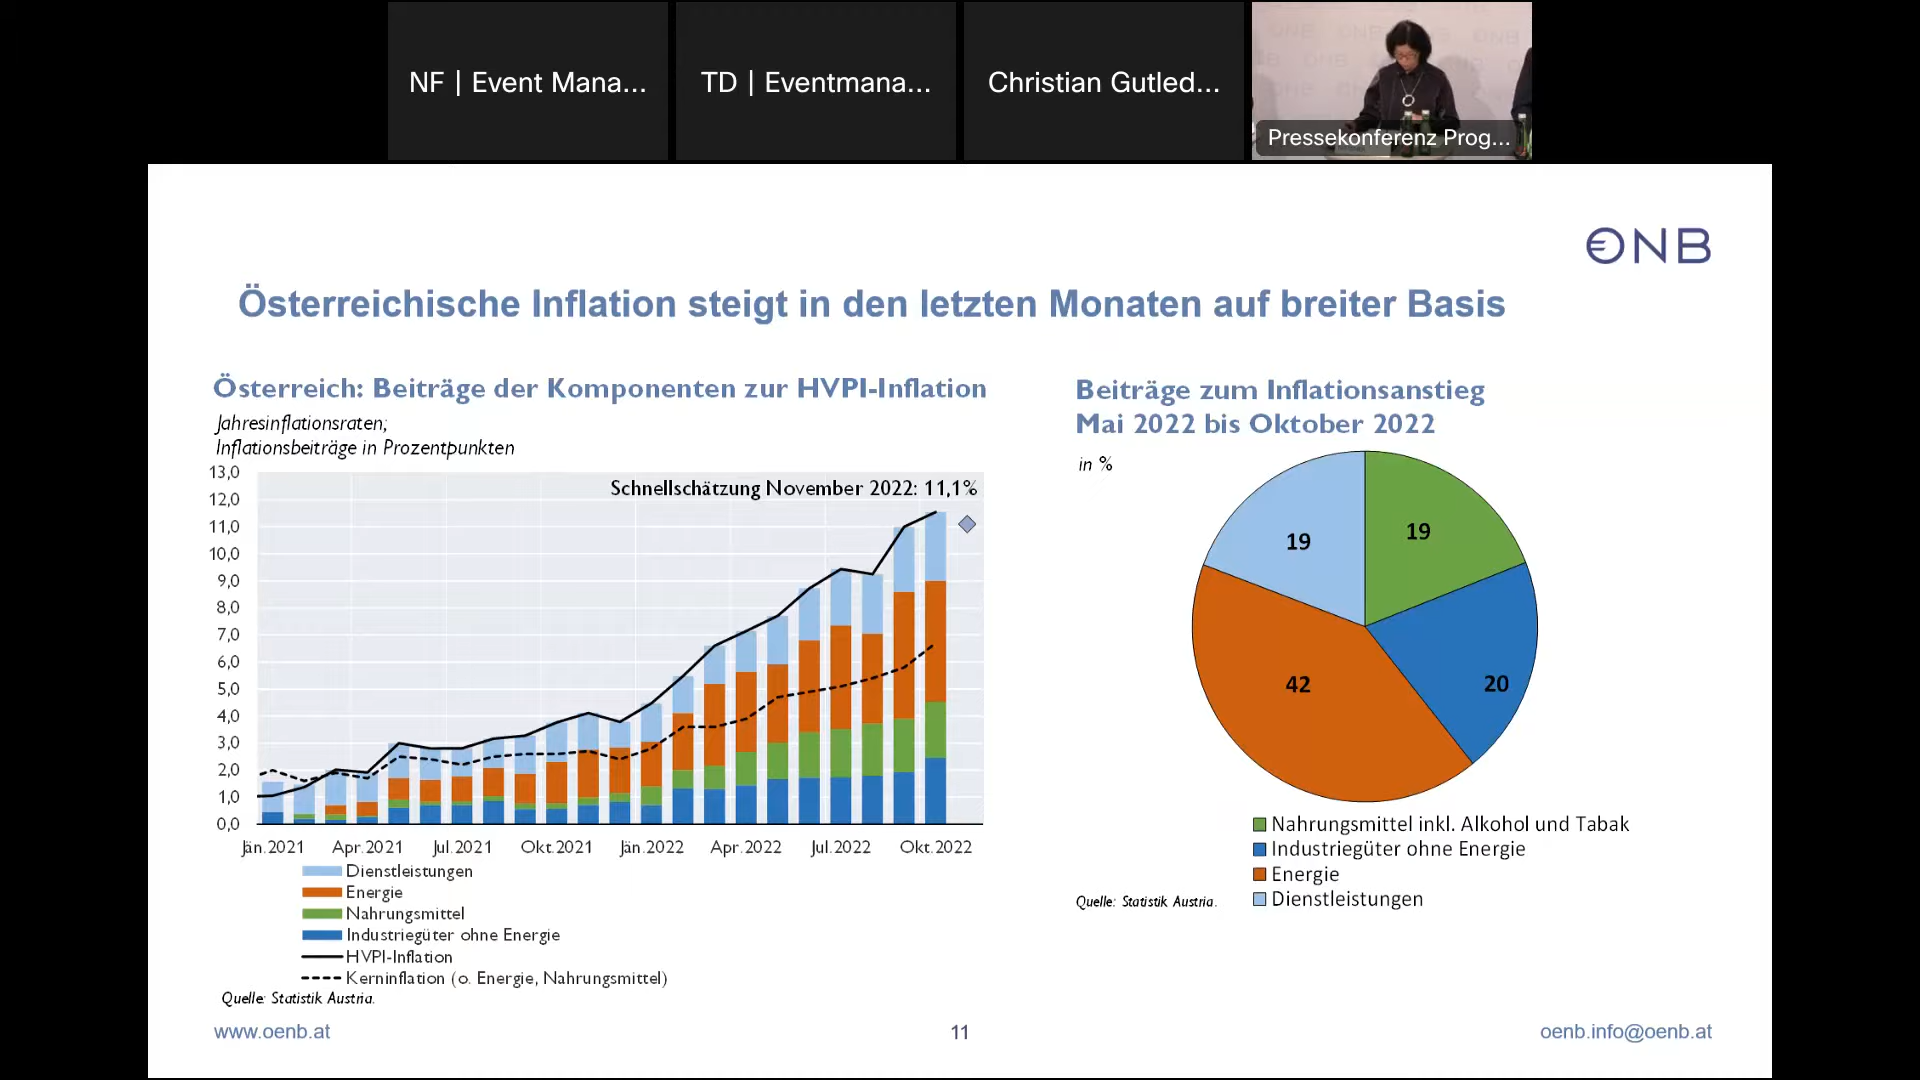 NF | Event Mana...
TD | Eventmana...
Christian Gutled...
Pressekonferenz Prog...
ONB
Österreichische Inflation steigt in den letzten Monaten auf breiter Basis
Österreich: Beiträge der Komponenten zur HVPI-Inflation
Jahresinflationsraten;
Inflationsbeiträge in Prozentpunkten
Schnellschätzung November 2022: 11,1%
13,0
12,0
11,0
10,0
9,0
8,0
7,0
6,0
5,0
4,0
3,0
2,0
1,0
0,0
Jän.2021 Apr.2021 Jul.2021 Okt.2021 Jän.2022 Apr.2022 Jul.2022 Okt.2022
Dienstleistungen
Energie
Nahrungsmittel
Industriegüter ohne Energie
HVPI-Inflation
Kerninflation (o. Energie, Nahrungsmittel)
Quelle: Statistik Austria.
Beiträge zum Inflationsanstieg
Mai 2022 bis Oktober 2022
in %
19
19
42
20
Nahrungsmittel inkl. Alkohol und Tabak
Industriegüter ohne Energie
Energie
Dienstleistungen
Quelle: Statistik Austria.
www.oenb.at
11
oenb.info@oenb.at